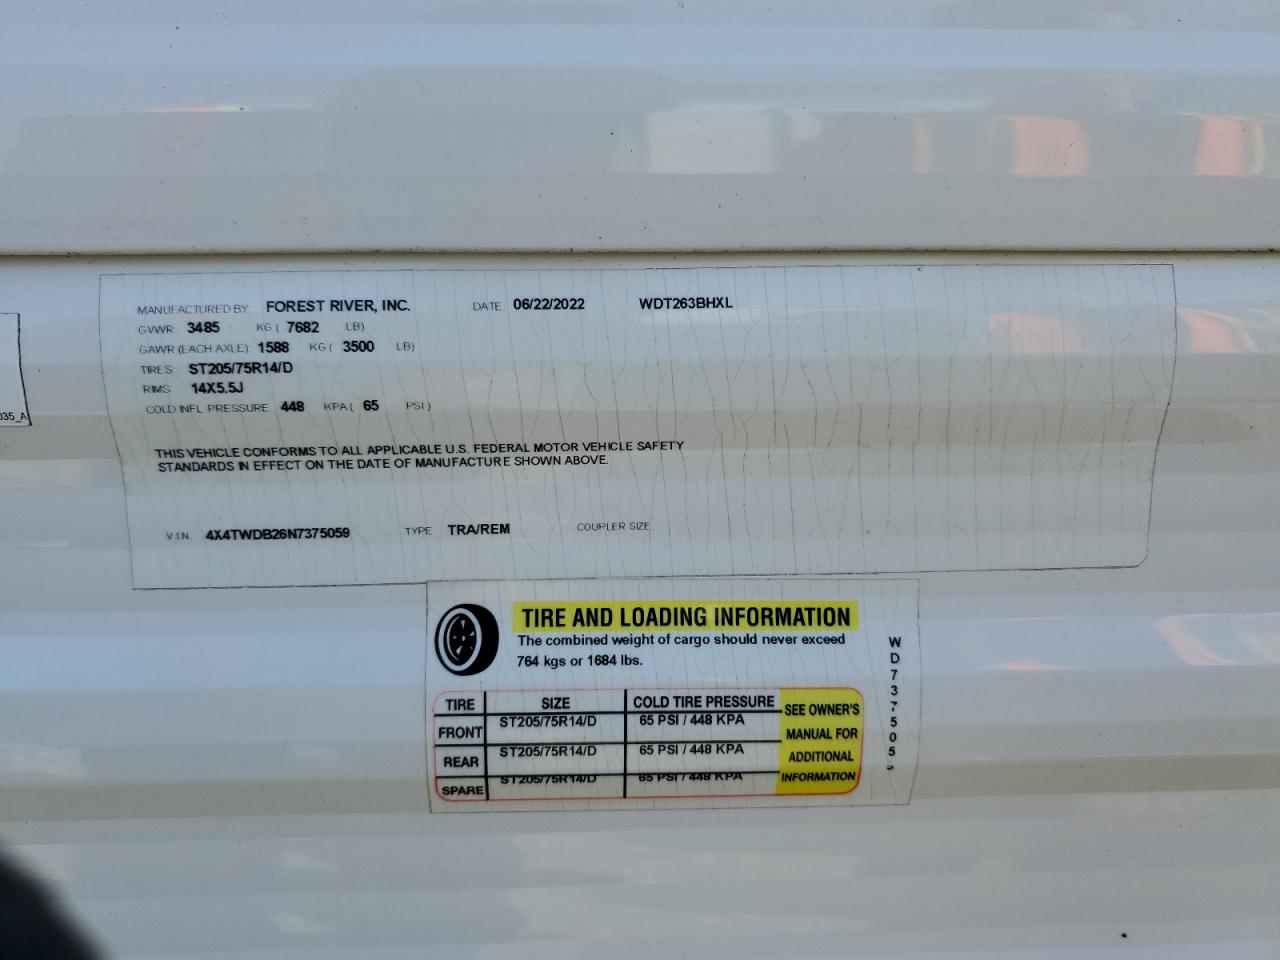 MANUFACTURED BY FOREST RIVER, INC. DATE 06/22/2022 WDT263BHXL
GVWR 3485 KG ( 7682 LB)
GAWR (EACH AXLE) 1588 KG ( 3500 LB)
TIRES ST205/75R14/D
RIMS 14X5.5J
COLD INFL PRESSURE 448 KPA ( 65 PSI )
035_A
THIS VEHICLE CONFORMS TO ALL APPLICABLE U.S. FEDERAL MOTOR VEHICLE SAFETY
STANDARDS IN EFFECT ON THE DATE OF MANUFACTURE SHOWN ABOVE.
V.I.N. 4X4TWDB26N7375059 TYPE TRA/REM COUPLER SIZE
TIRE AND LOADING INFORMATION
The combined weight of cargo should never exceed
764 kgs or 1684 lbs.
TIRE SIZE COLD TIRE PRESSURE
FRONT ST205/75R14/D 65 PSI / 448 KPA
REAR ST205/75R14/D 65 PSI / 448 KPA
SPARE ST205/75R14/D 65 PSI / 448 KPA
SEE OWNER'S
MANUAL FOR
ADDITIONAL
INFORMATION